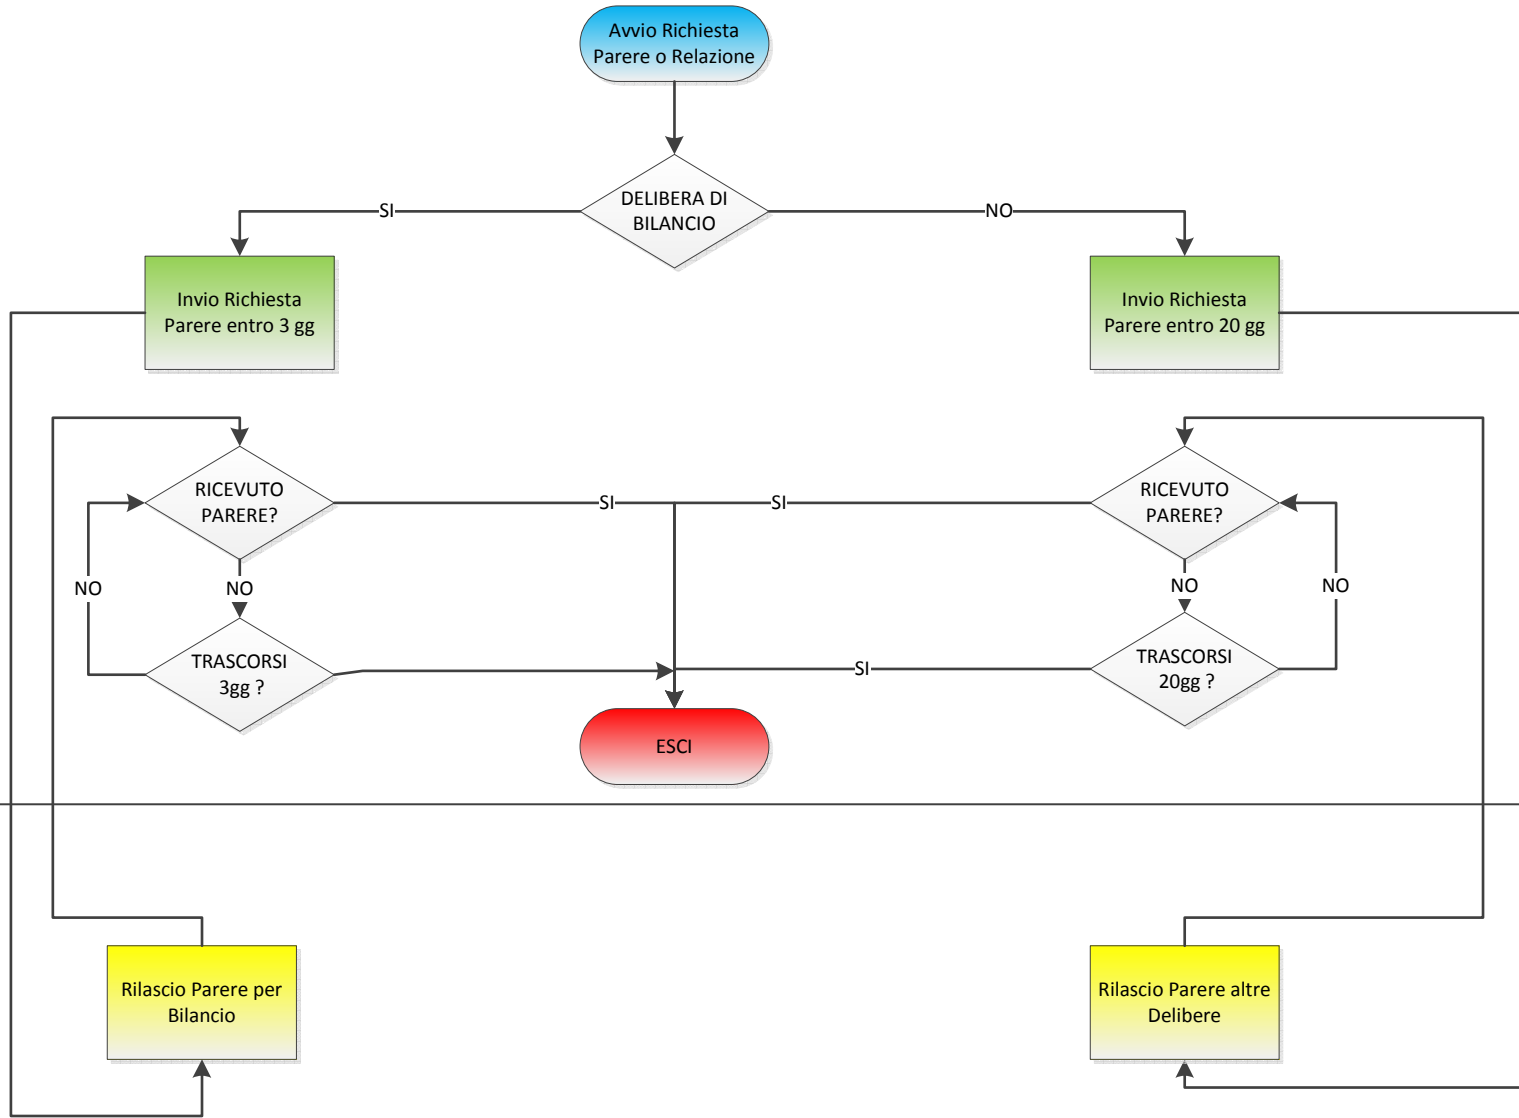 Avvio Richiesta
Parere o Relazione
DELIBERA DI
BILANCIO
SI
NO
Invio Richiesta
Parere entro 3 gg
Invio Richiesta
Parere entro 20 gg
RICEVUTO
PARERE?
SI
SI
RICEVUTO
PARERE?
NO
NO
NO
NO
TRASCORSI
3gg ?
SI
TRASCORSI
20gg ?
ESCI
Rilascio Parere per
Bilancio
Rilascio Parere altre
Delibere